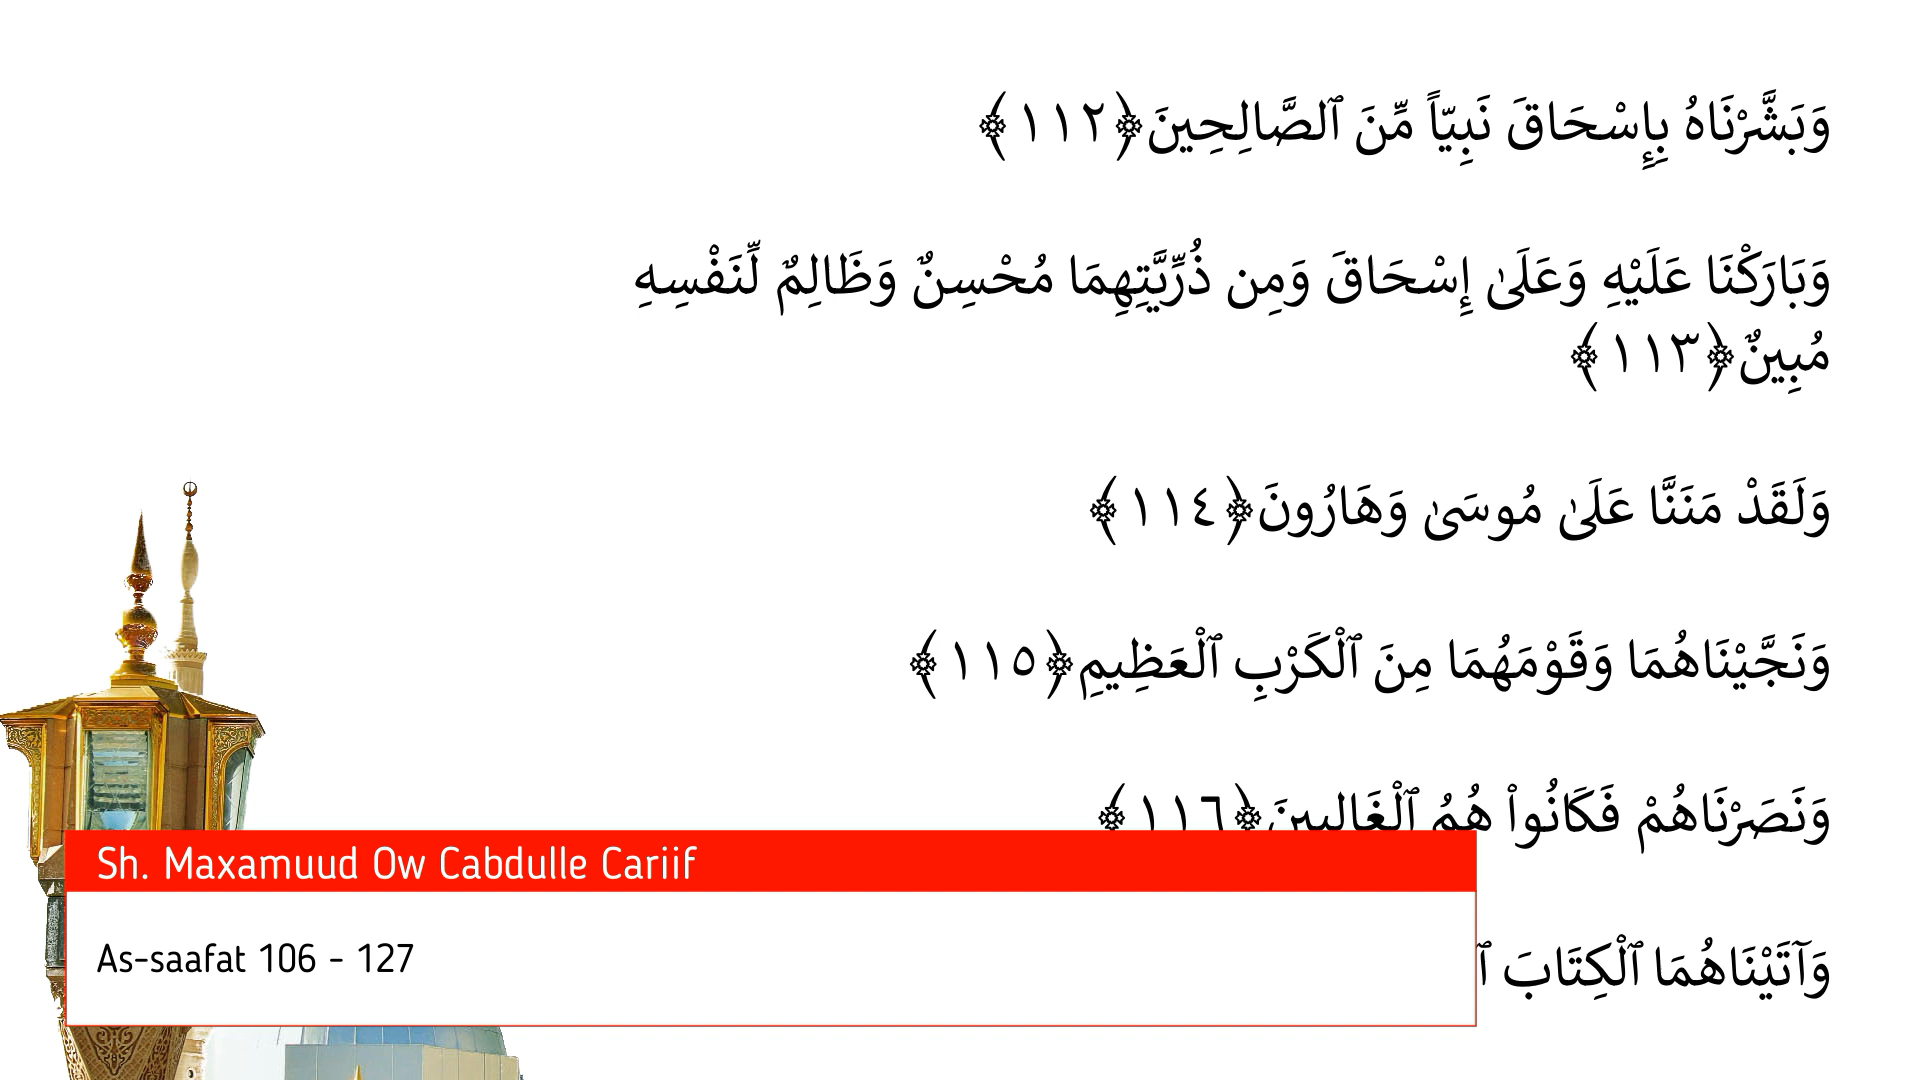 وَبَشَّرْنَاهُ بِإِسْحَاقَ نَبِيّاً مِّنَ ٱلصَّالِحِينَ﴿١١٢﴾
وَبَارَكْنَا عَلَيْهِ وَعَلَىٰ إِسْحَاقَ وَمِن ذُرِّيَّتِهِمَا مُحْسِنٌ وَظَالِمٌ لِّنَفْسِهِ
مُبِينٌ﴿١١٣﴾
وَلَقَدْ مَنَنَّا عَلَىٰ مُوسَىٰ وَهَارُونَ﴿١١٤﴾
وَنَجَّيْنَاهُمَا وَقَوْمَهُمَا مِنَ ٱلْكَرْبِ ٱلْعَظِيمِ﴿١١٥﴾
وَنَصَرْنَاهُمْ فَكَانُواْ هُمُ ٱلْغَالِبِينَ﴿١١٦﴾
وَآتَيْنَاهُمَا ٱلْكِتَابَ
Sh. Maxamuud Ow Cabdulle Cariif
As-saafat 106 - 127